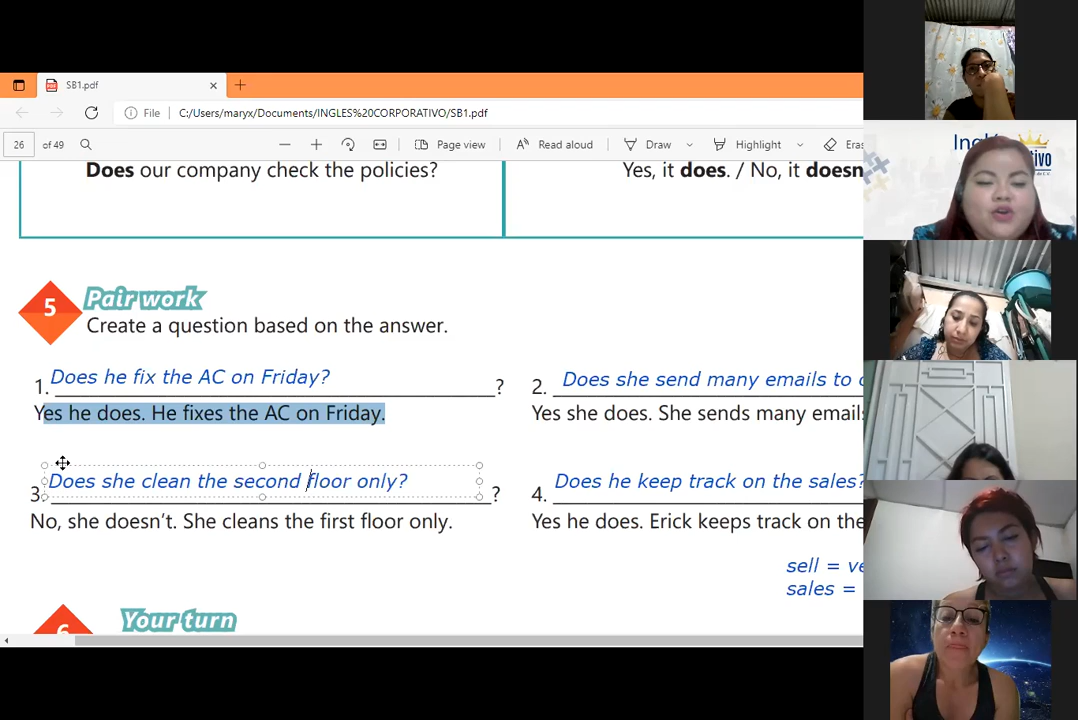 SB1.pdf
File C:/Users/maryx/Documents/INGLES%20CORPORATIVO/SB1.pdf
26 of 49 Page view Read aloud Draw Highlight
Does our company check the policies?
Yes, it does. / No, it
5 Pair work
Create a question based on the answer.
1. Does he fix the AC on Friday? ?
Yes he does. He fixes the AC on Friday.
2. Does she send many emails to
Yes she does. She sends many
3. Does she clean the second floor only? ?
No, she doesn't. She cleans the first floor only.
4. Does he keep track on the sales?
Yes he does. Erick keeps track on the
sell =
sales =
6 Your turn